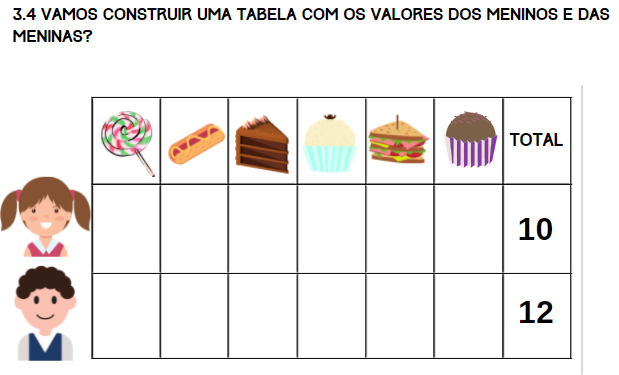 3.4 VAMOS CONSTRUIR UMA TABELA COM OS VALORES DOS MENINOS E DAS
MENINAS?
TOTAL
10
12